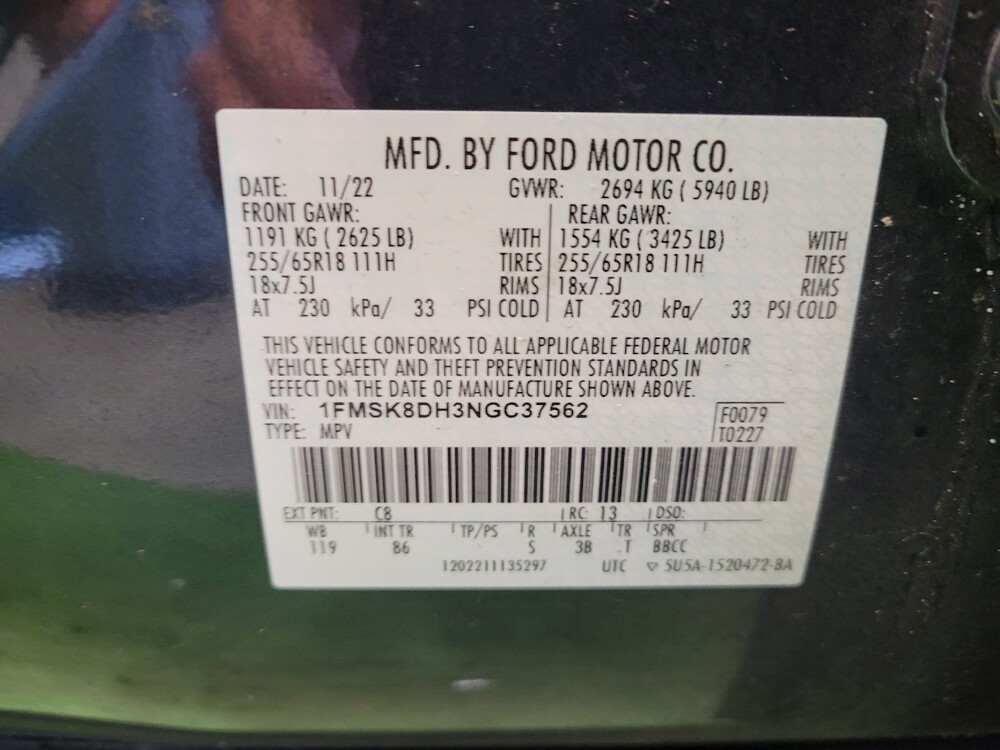 MFD. BY FORD MOTOR CO.
DATE: 11/22 GVWR: 2694 KG ( 5940 LB)
FRONT GAWR: REAR GAWR:
1191 KG ( 2625 LB) WITH 1554 KG ( 3425 LB) WITH
255/65R18 111H TIRES 255/65R18 111H TIRES
18x7.5J RIMS 18x7.5J RIMS
AT 230 kPa/ 33 PSI COLD AT 230 kPa/ 33 PSI COLD
THIS VEHICLE CONFORMS TO ALL APPLICABLE FEDERAL MOTOR
VEHICLE SAFETY AND THEFT PREVENTION STANDARDS IN
EFFECT ON THE DATE OF MANUFACTURE SHOWN ABOVE.
VIN: 1FMSK8DH3NGC37562 F0079
TYPE: MPV T0227
EXT PNT: C8 RC: 13 DSO:
WB INT TR TP/PS R AXLE TR SPR
119 86 S 3B T BBCC
1202211135297 UTC ▽ 5U5A-1520472-BA